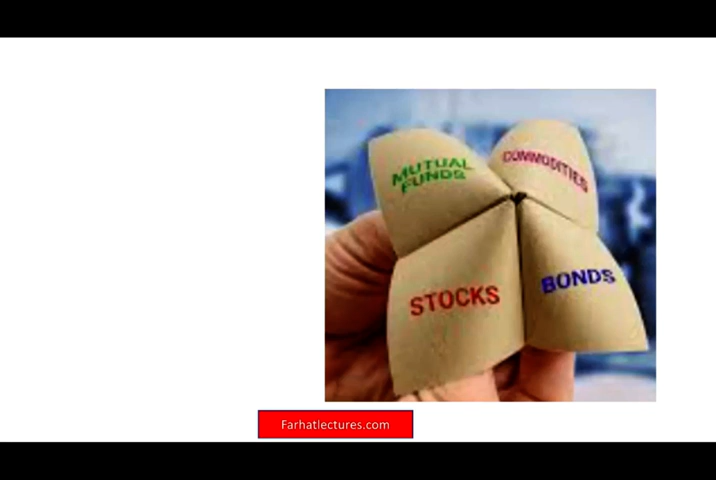 MUTUAL
FUNDS
COMMODITIES
STOCKS
BONDS
Farhatlectures.com